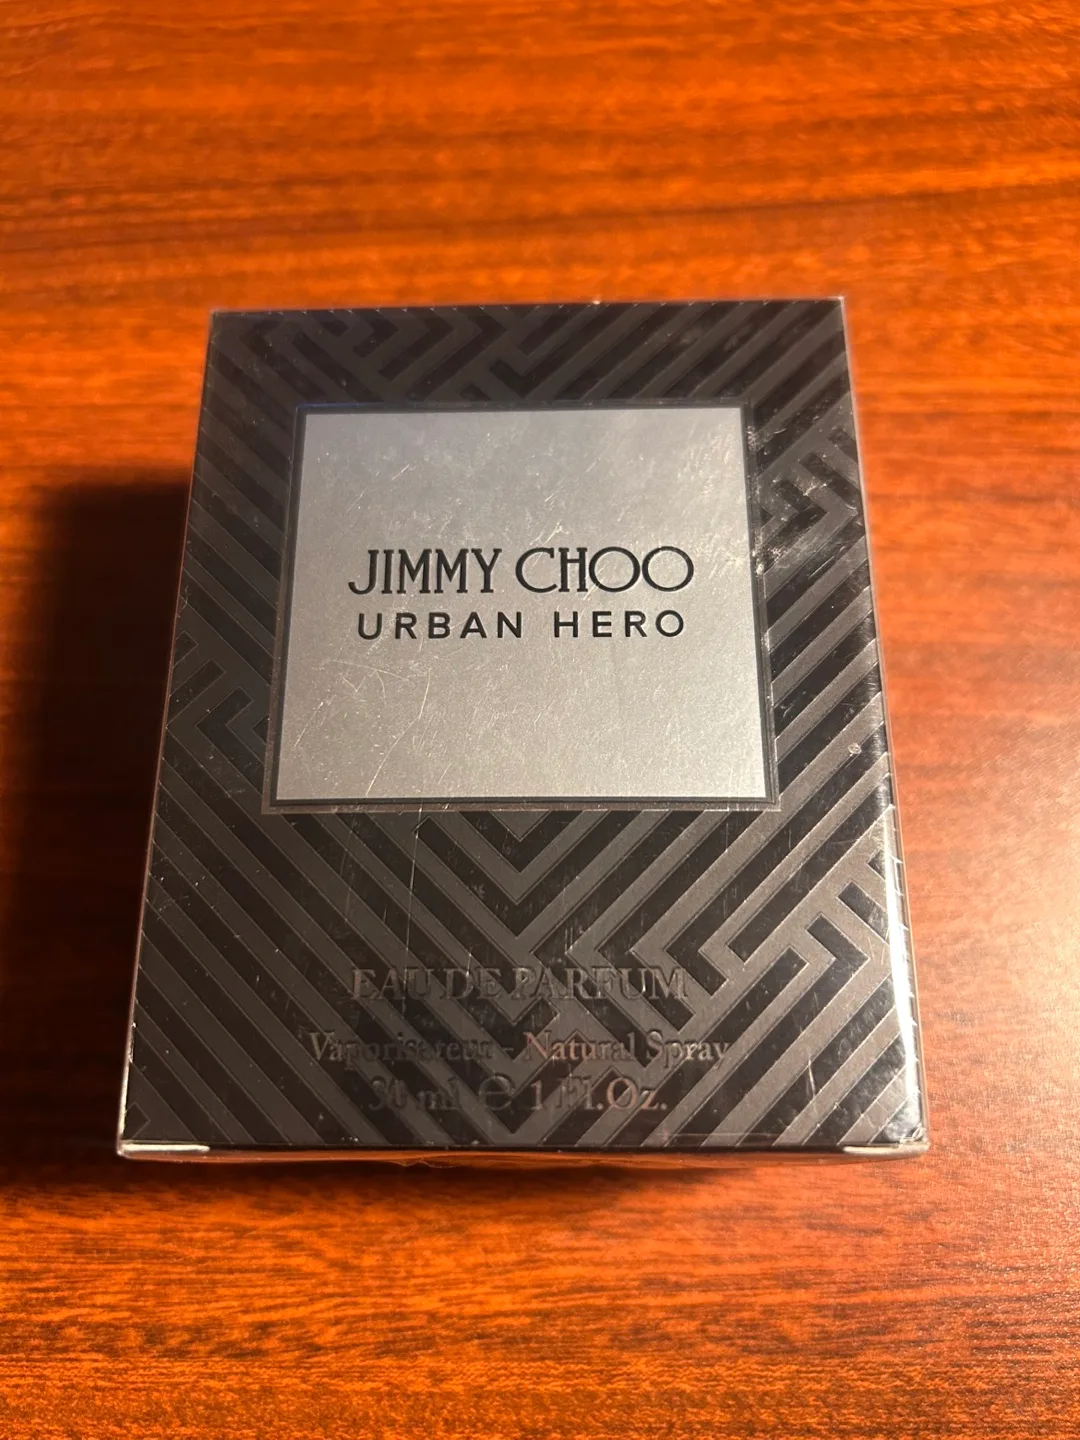 JIMMY CHOO
URBAN HERO
EAU DE PARFUM
Vaporisateur - Natural Spray
30 ml ℮ 1 Fl.Oz.